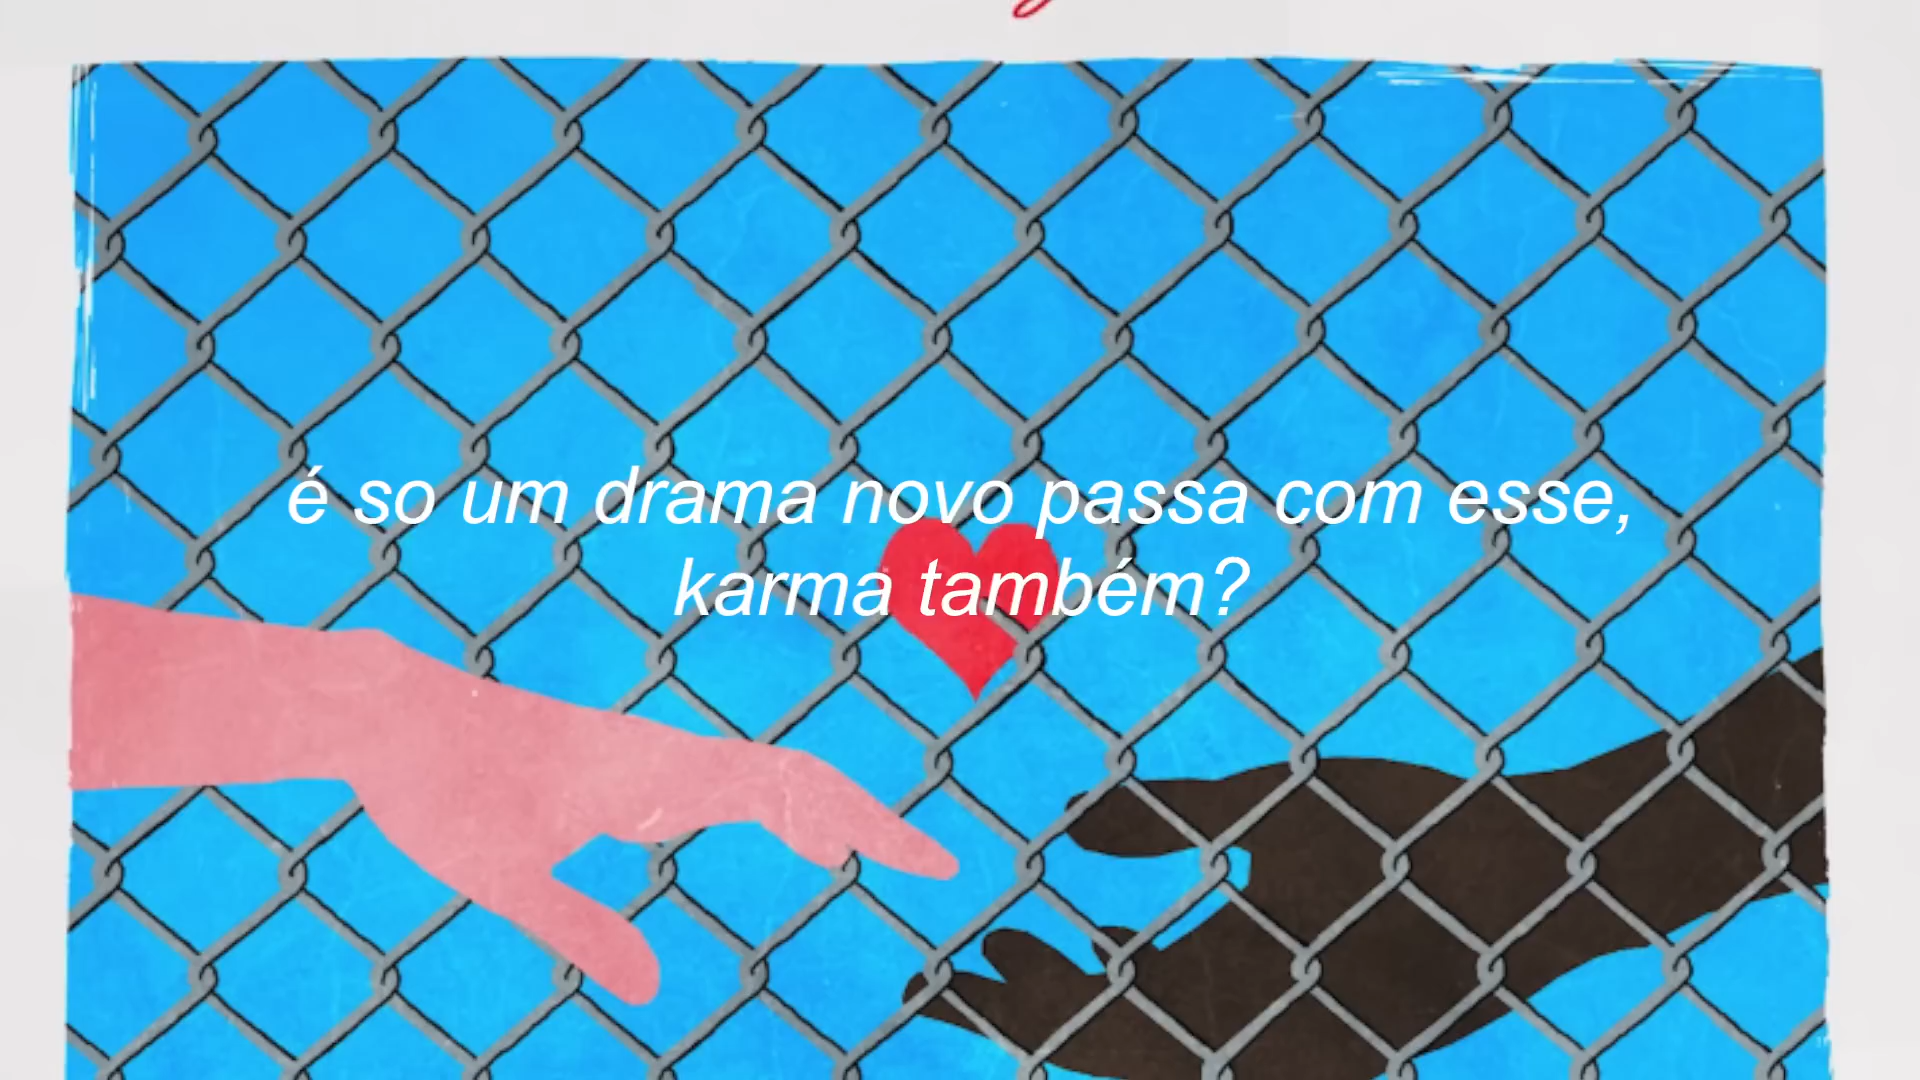 é so um drama novo passa com esse,
karma também?